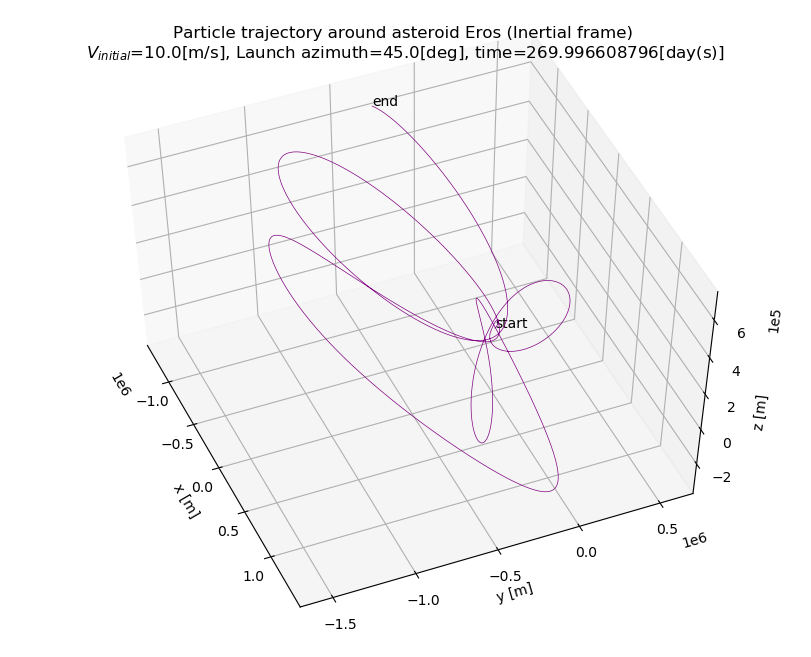 Particle trajectory around asteroid Eros (Inertial frame)
V_initial=10.0[m/s], Launch azimuth=45.0[deg], time=269.996608796[day(s)]
end
start
1e5
6
4
2
0
−2
z [m]
1e6
−1.0
−0.5
0.0
0.5
1.0
x [m]
−1.5
−1.0
−0.5
0.0
0.5
1e6
y [m]